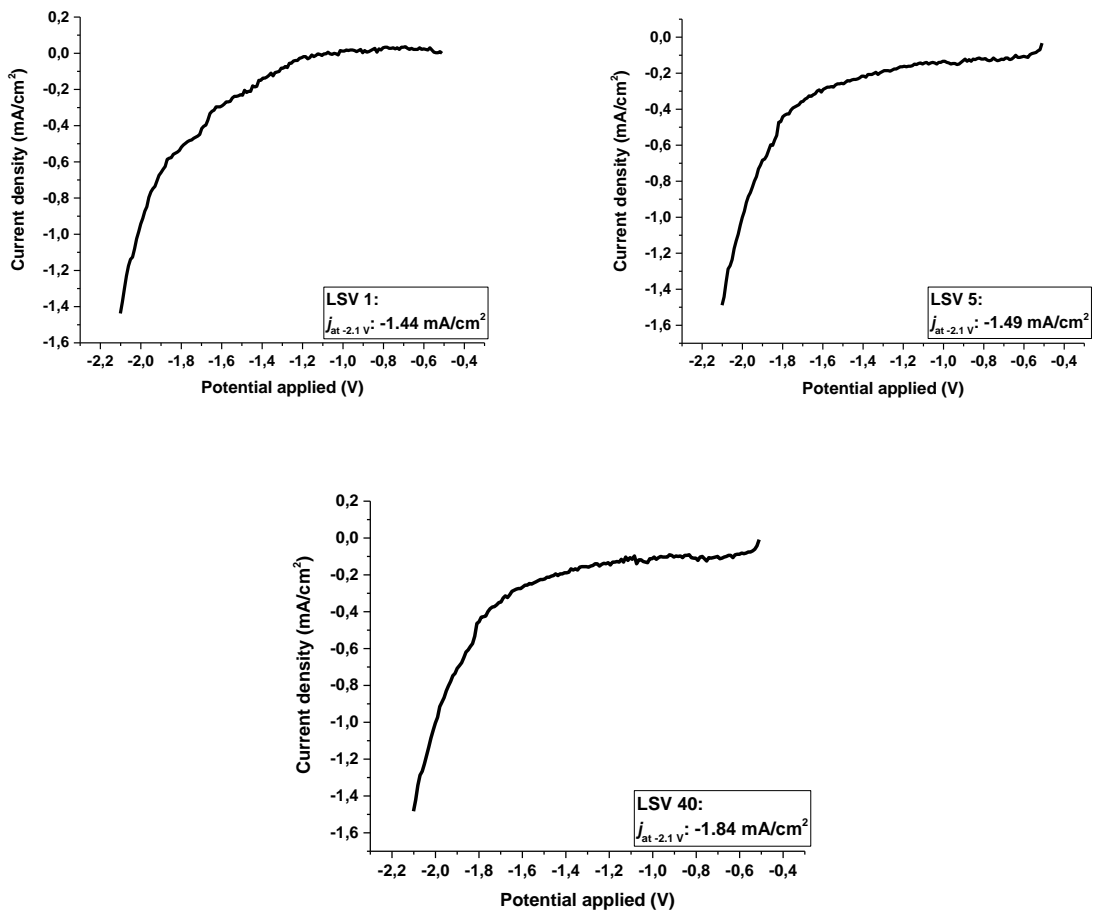 0,2
0,0
-0,2
-0,4
-0,6
-0,8
-1,0
-1,2
-1,4
-1,6
Current density (mA/cm²)
-2,2 -2,0 -1,8 -1,6 -1,4 -1,2 -1,0 -0,8 -0,6 -0,4
Potential applied (V)
LSV 1:
j at -2.1 V: -1.44 mA/cm²
0,0
-0,2
-0,4
-0,6
-0,8
-1,0
-1,2
-1,4
-1,6
Current density (mA/cm²)
-2,2 -2,0 -1,8 -1,6 -1,4 -1,2 -1,0 -0,8 -0,6 -0,4
Potential applied (V)
LSV 5:
j at -2.1 V: -1.49 mA/cm²
0,2
0,0
-0,2
-0,4
-0,6
-0,8
-1,0
-1,2
-1,4
-1,6
Current density (mA/cm²)
-2,2 -2,0 -1,8 -1,6 -1,4 -1,2 -1,0 -0,8 -0,6 -0,4
Potential applied (V)
LSV 40:
j at -2.1 V: -1.84 mA/cm²